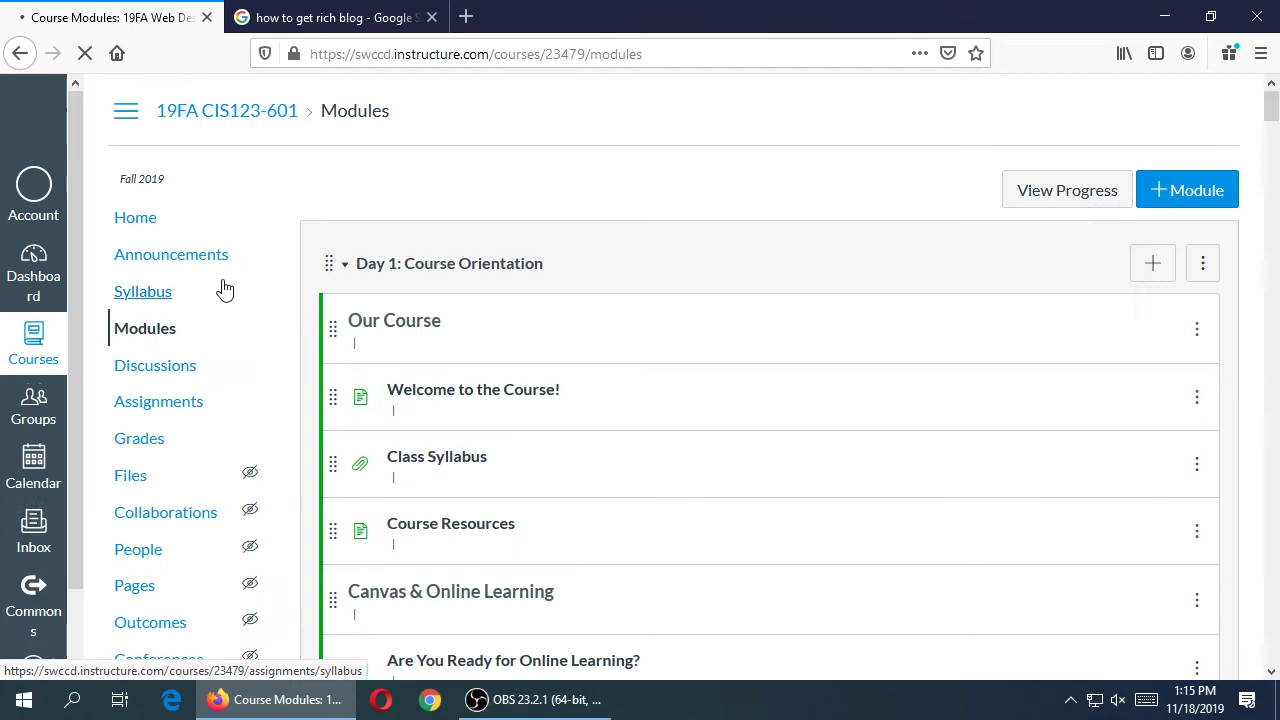 Course Modules: 19FA Web De
how to get rich blog - Google S
https://swccd.instructure.com/courses/23479/modules
19FA CIS123-601 > Modules
Fall 2019
View Progress
+ Module
Account
Dashboa
rd
Courses
Groups
Calendar
Inbox
Common
s
Home
Announcements
Syllabus
Modules
Discussions
Assignments
Grades
Files
Collaborations
People
Pages
Outcomes
Conferences
Day 1: Course Orientation
Our Course
Welcome to the Course!
Class Syllabus
Course Resources
Canvas & Online Learning
Are You Ready for Online Learning?
https://swccd.instructure.com/courses/23479/assignments/syllabus
Course Modules: 1...
OBS 23.2.1 (64-bit, ...
1:15 PM
11/18/2019